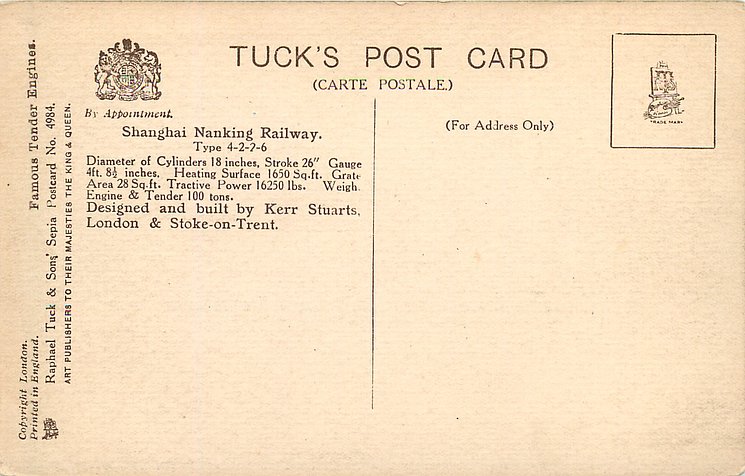 TUCK'S POST CARD
(CARTE POSTALE.)
By Appointment.
(For Address Only)
TRADE MARK
Shanghai Nanking Railway.
Type 4-2-2-6
Diameter of Cylinders 18 inches, Stroke 26" Gauge
4ft. 8½ inches. Heating Surface 1650 Sq.ft. Grate
Area 28 Sq.ft. Tractive Power 16250 lbs. Weigh.
Engine & Tender 100 tons.
Designed and built by Kerr Stuarts,
London & Stoke-on-Trent.
Famous Tender Engines.
Raphael Tuck & Sons' Sepia Postcard No. 4984.
ART PUBLISHERS TO THEIR MAJESTIES THE KING & QUEEN.
Copyright London.
Printed in England.